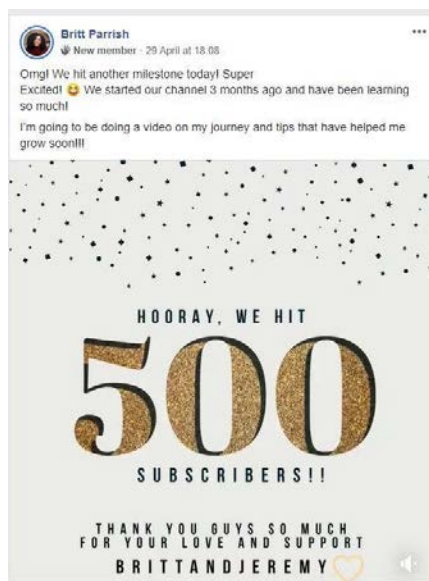 Britt Parrish
New member · 29 April at 18:08
Omg! We hit another milestone today! Super
Excited! 😃 We started our channel 3 months ago and have been learning
so much!
I'm going to be doing a video on my journey and tips that have helped me
grow soon!!!
HOORAY, WE HIT
500
SUBSCRIBERS!!
THANK YOU GUYS SO MUCH
FOR YOUR LOVE AND SUPPORT
BRITTANDJEREMY